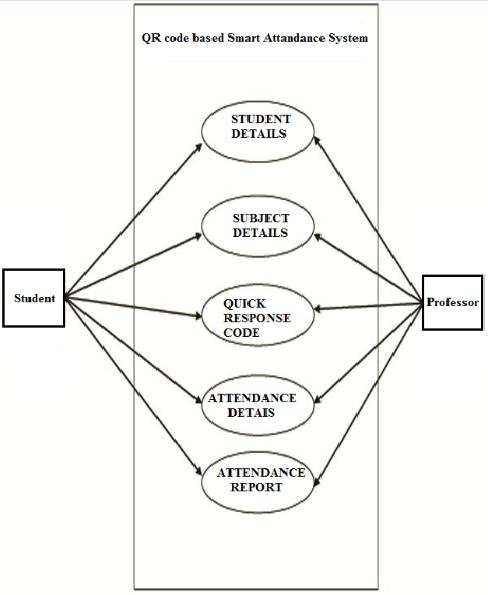 QR code based Smart Attandance System
STUDENT
DETAILS
SUBJECT
DETAILS
Student
QUICK
RESPONSE
CODE
Professor
ATTENDANCE
DETAIS
ATTENDANCE
REPORT